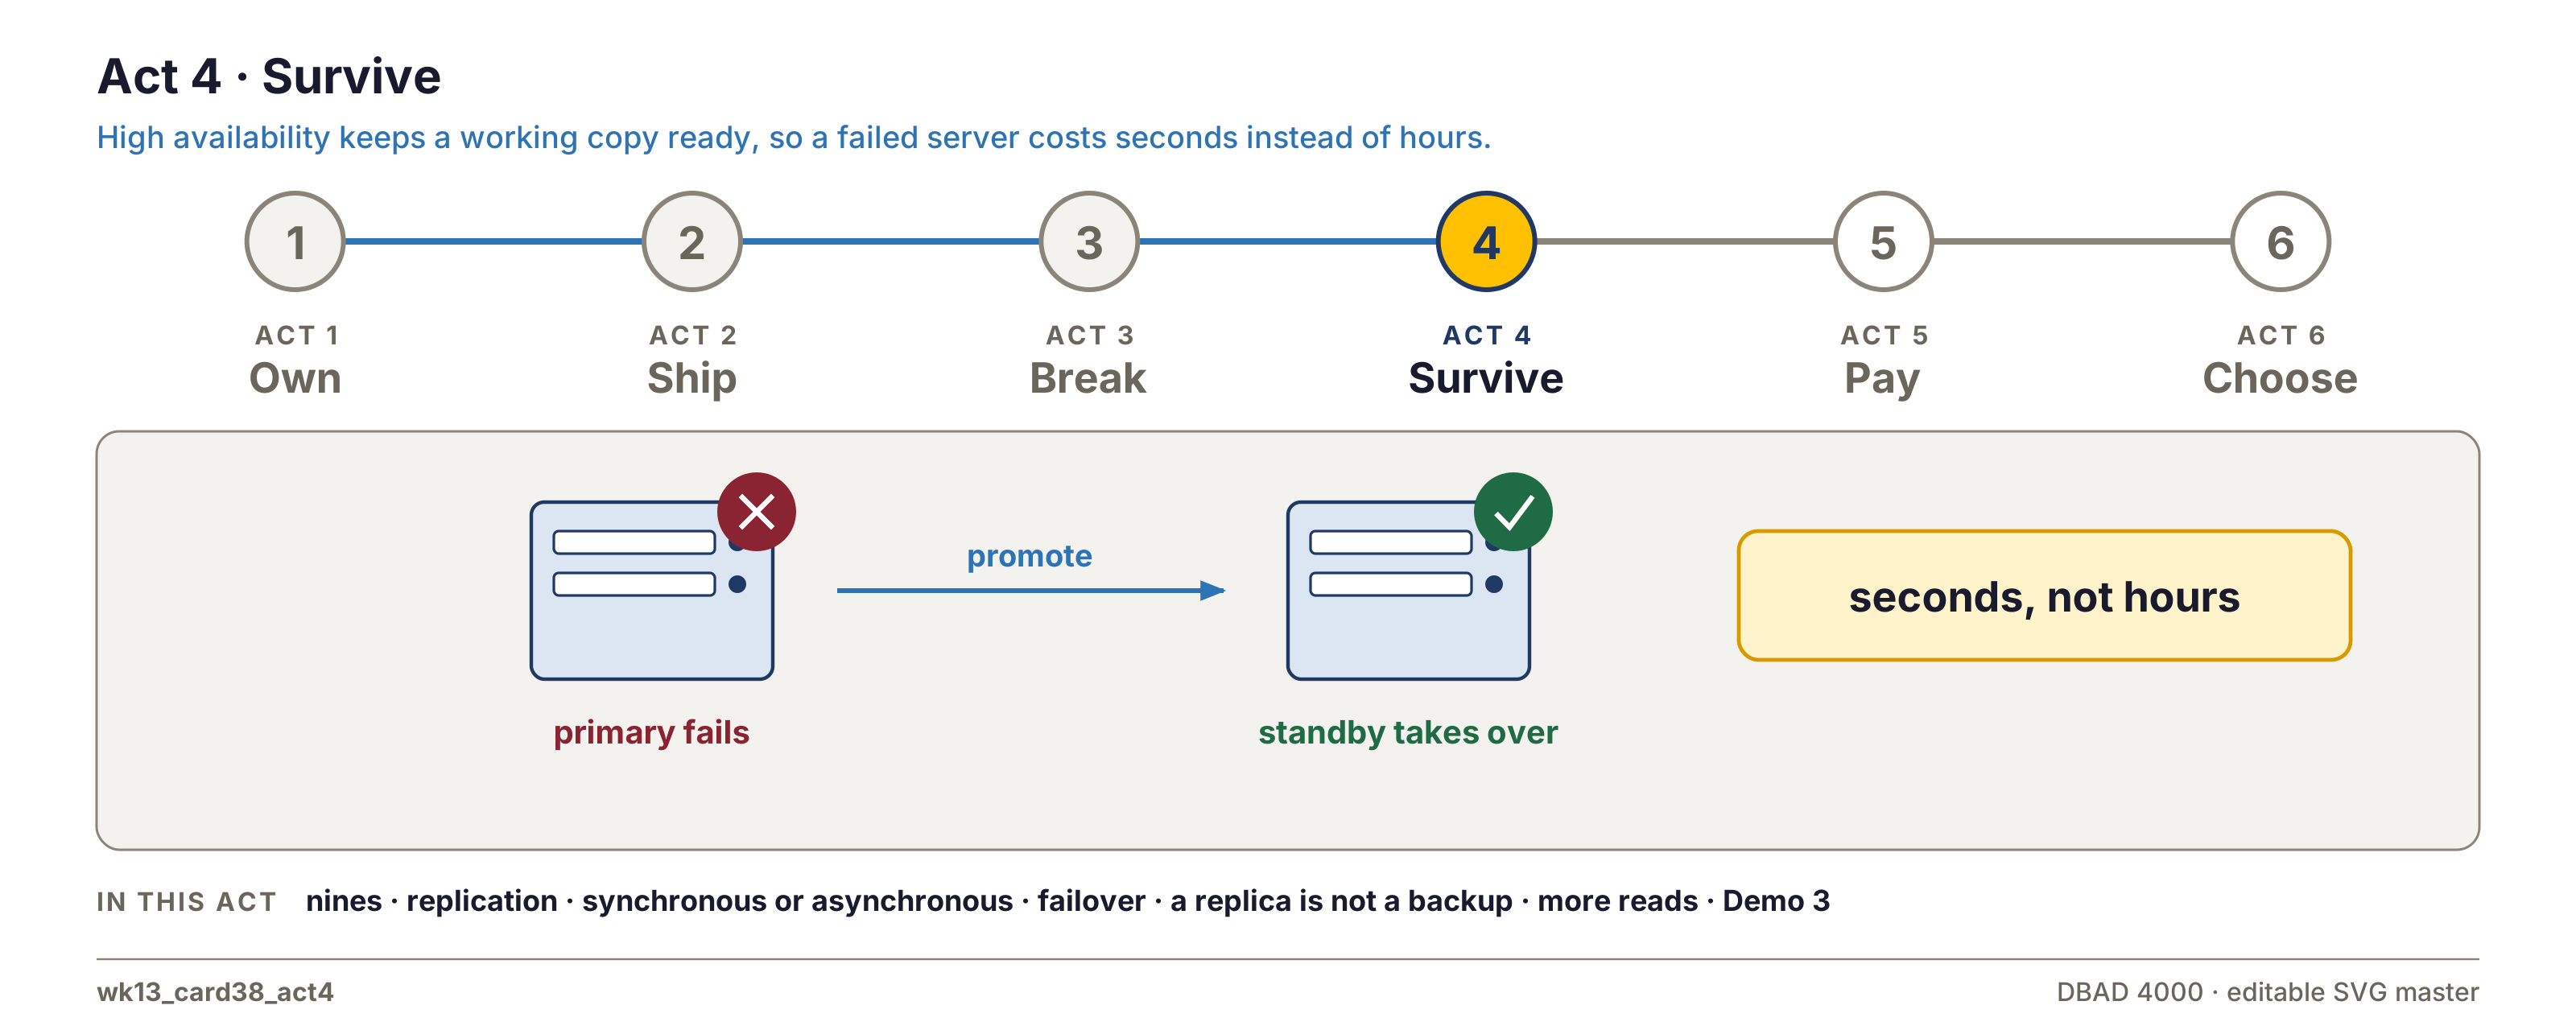 Act 4 · Survive
High availability keeps a working copy ready, so a failed server costs seconds instead of hours.
1 2 3 4 5 6
ACT 1 ACT 2 ACT 3 ACT 4 ACT 5 ACT 6
Own Ship Break Survive Pay Choose
promote
seconds, not hours
primary fails standby takes over
IN THIS ACT nines · replication · synchronous or asynchronous · failover · a replica is not a backup · more reads · Demo 3
wk13_card38_act4 DBAD 4000 · editable SVG master